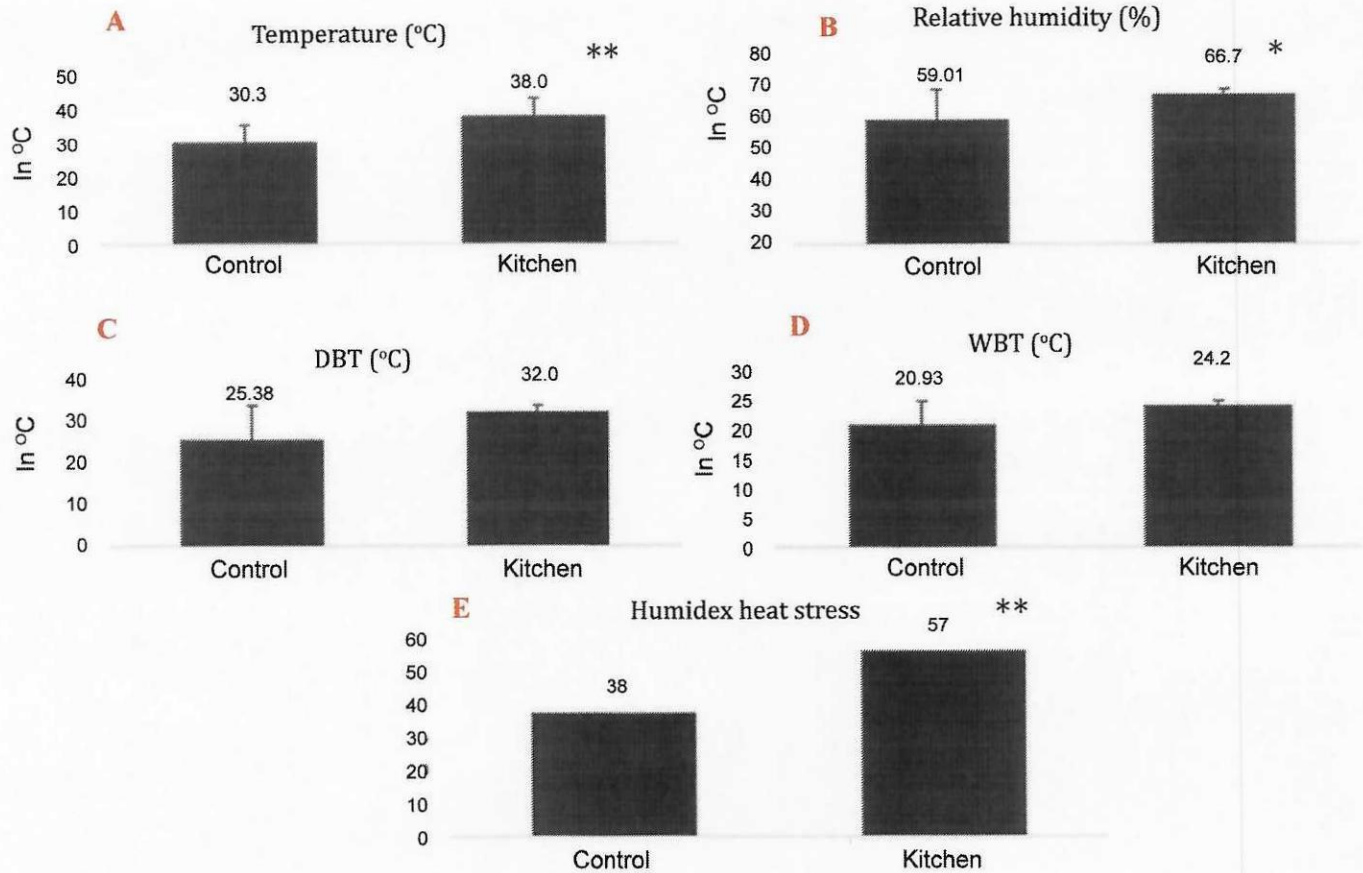 A
Temperature (°C)
**
In °C
50
40
30
20
10
0
30.3
38.0
Control
Kitchen
B
Relative humidity (%)
*
In °C
80
70
60
50
40
30
20
59.01
66.7
Control
Kitchen
C
DBT (°C)
In °C
40
30
20
10
0
25.38
32.0
Control
Kitchen
D
WBT (°C)
In °C
30
25
20
15
10
5
0
20.93
24.2
Control
Kitchen
E
Humidex heat stress
**
60
50
40
30
20
10
0
38
57
Control
Kitchen